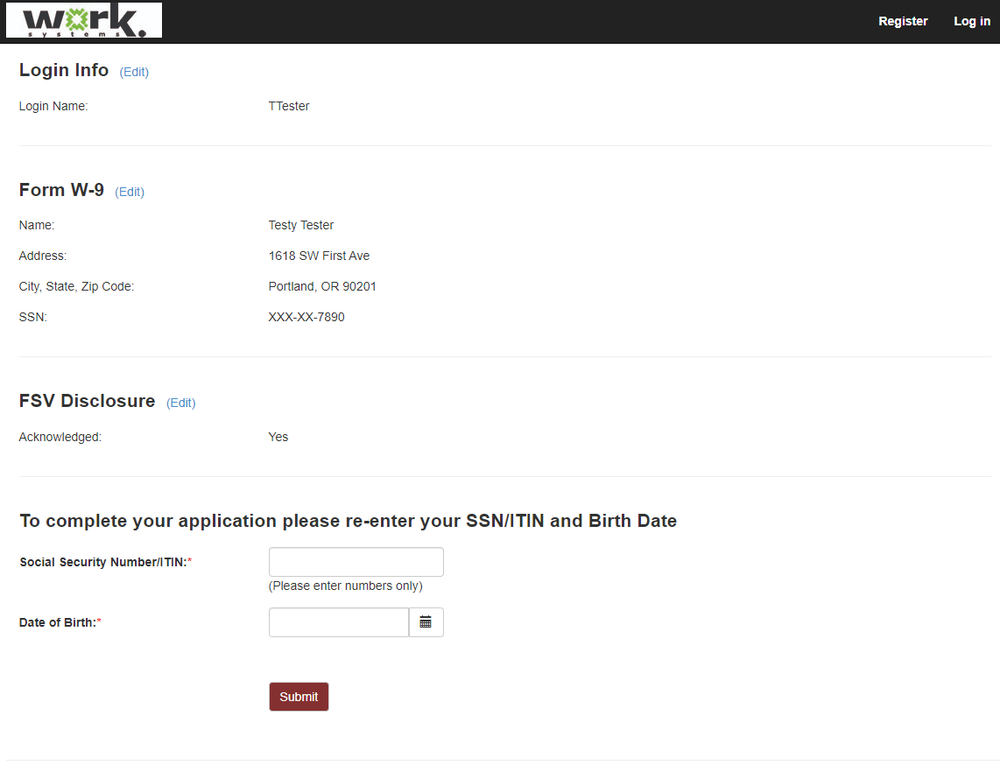 work.
systems
Register Log in
Login Info (Edit)
Login Name: TTester
Form W-9 (Edit)
Name: Testy Tester
Address: 1618 SW First Ave
City, State, Zip Code: Portland, OR 90201
SSN: XXX-XX-7890
FSV Disclosure (Edit)
Acknowledged: Yes
To complete your application please re-enter your SSN/ITIN and Birth Date
Social Security Number/ITIN:*
(Please enter numbers only)
Date of Birth:*
Submit